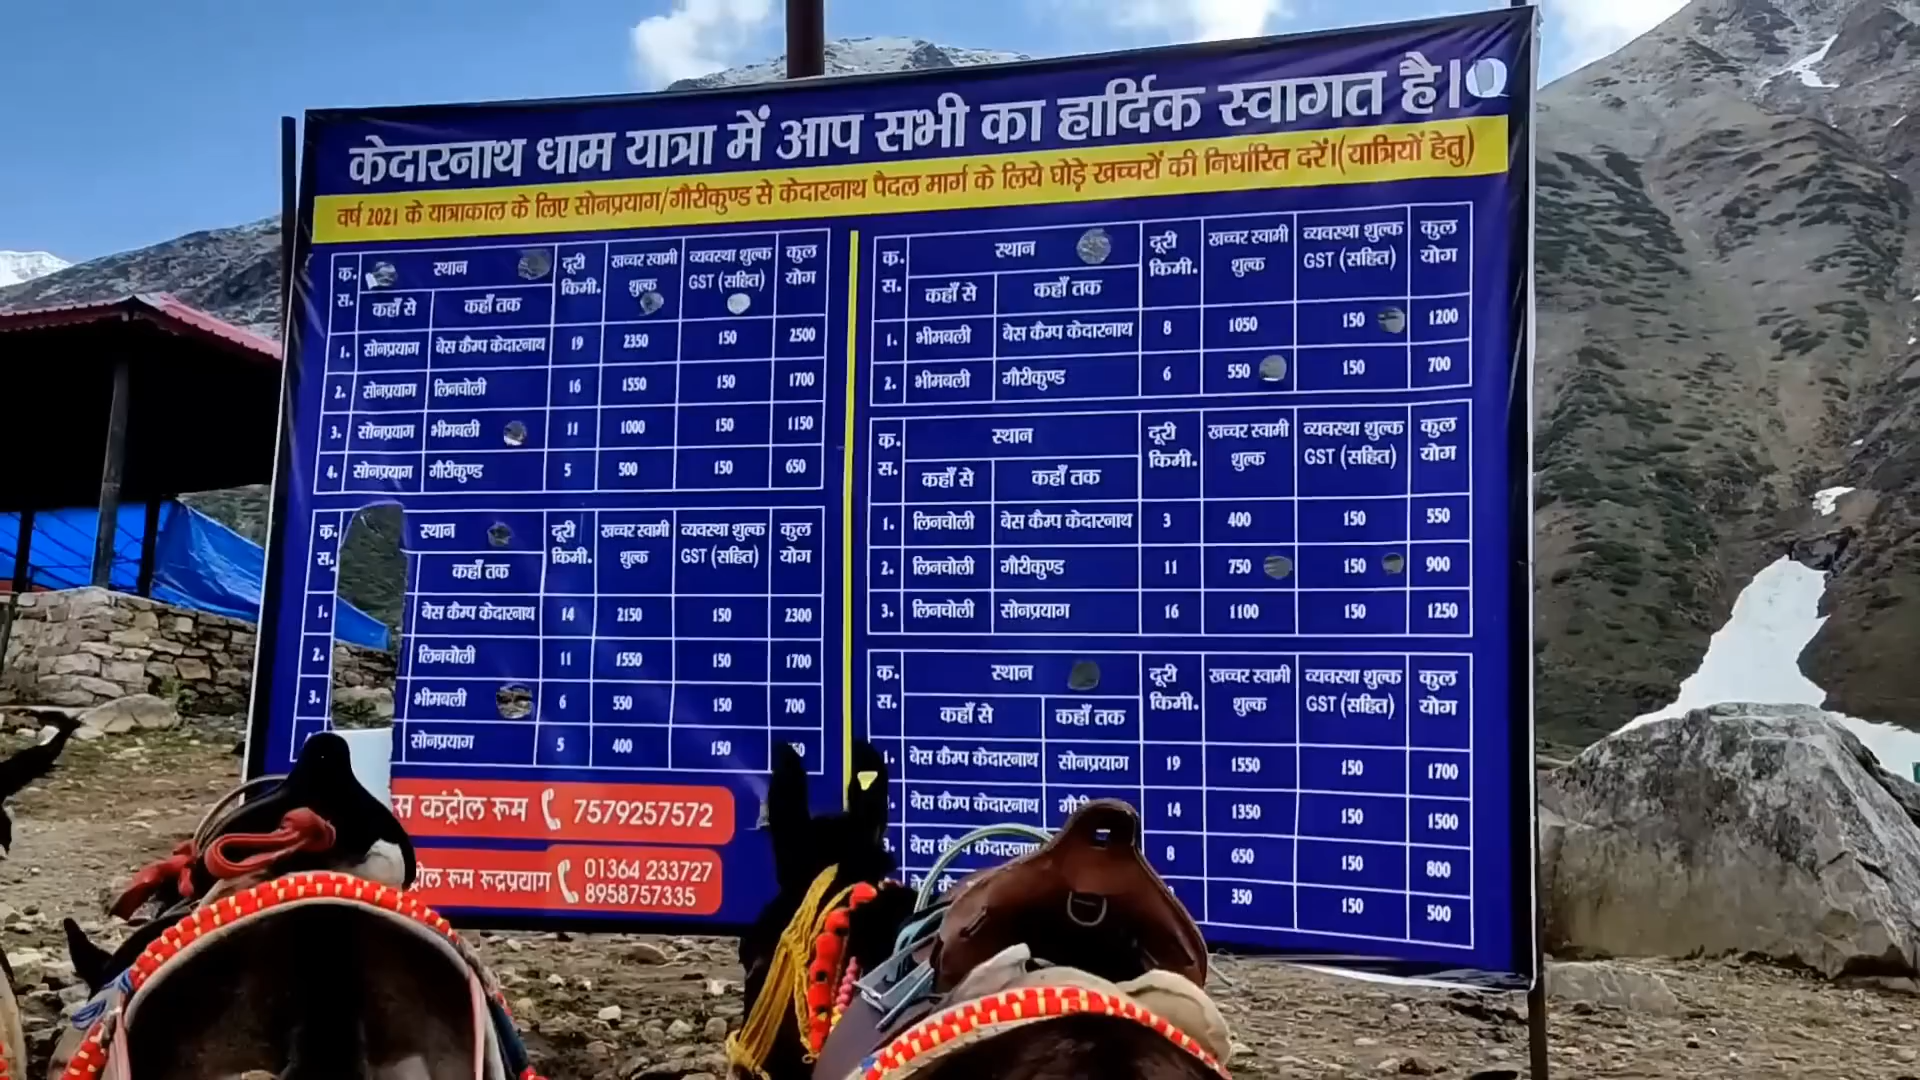 केदारनाथ धाम यात्रा में आप सभी का हार्दिक स्वागत है।
वर्ष 2021 के यात्राकाल के लिए सोनप्रयाग/गौरीकुण्ड से केदारनाथ पैदल मार्ग के लिये घोड़े खच्चरों की निर्धारित दरें।(यात्रियों हेतु)
क्र. स. स्थान दूरी किमी. खच्चर स्वामी शुल्क व्यवस्था शुल्क GST (सहित) कुल योग
कहाँ से कहाँ तक
1. सोनप्रयाग बेस कैम्प केदारनाथ 19 2350 150 2500
2. सोनप्रयाग लिनचोली 16 1550 150 1700
3. सोनप्रयाग भीमबली 11 1000 150 1150
4. सोनप्रयाग गौरीकुण्ड 5 500 150 650
क्र. स. स्थान दूरी किमी. खच्चर स्वामी शुल्क व्यवस्था शुल्क GST (सहित) कुल योग
कहाँ तक
1. बेस कैम्प केदारनाथ 14 2150 150 2300
2. लिनचोली 11 1550 150 1700
3. भीमबली 6 550 150 700
सोनप्रयाग 5 400 150
कंट्रोल रूम 7579257572
रूम रूद्रप्रयाग 01364 233727
8958757335
क्र. स. स्थान दूरी किमी. खच्चर स्वामी शुल्क व्यवस्था शुल्क GST (सहित) कुल योग
कहाँ से कहाँ तक
1. भीमबली बेस कैम्प केदारनाथ 8 1050 150 1200
2. भीमबली गौरीकुण्ड 6 550 150 700
क्र. स. स्थान दूरी किमी. खच्चर स्वामी शुल्क व्यवस्था शुल्क GST (सहित) कुल योग
कहाँ से कहाँ तक
1. लिनचोली बेस कैम्प केदारनाथ 3 400 150 550
2. लिनचोली गौरीकुण्ड 11 750 150 900
3. लिनचोली सोनप्रयाग 16 1100 150 1250
क्र. स. स्थान दूरी किमी. खच्चर स्वामी शुल्क व्यवस्था शुल्क GST (सहित) कुल योग
कहाँ से कहाँ तक
1. बेस कैम्प केदारनाथ सोनप्रयाग 19 1550 150 1700
बेस कैम्प केदारनाथ 14 1350 150 1500
3. बेस कैम्प केदारनाथ 8 650 150 800
350 150 500